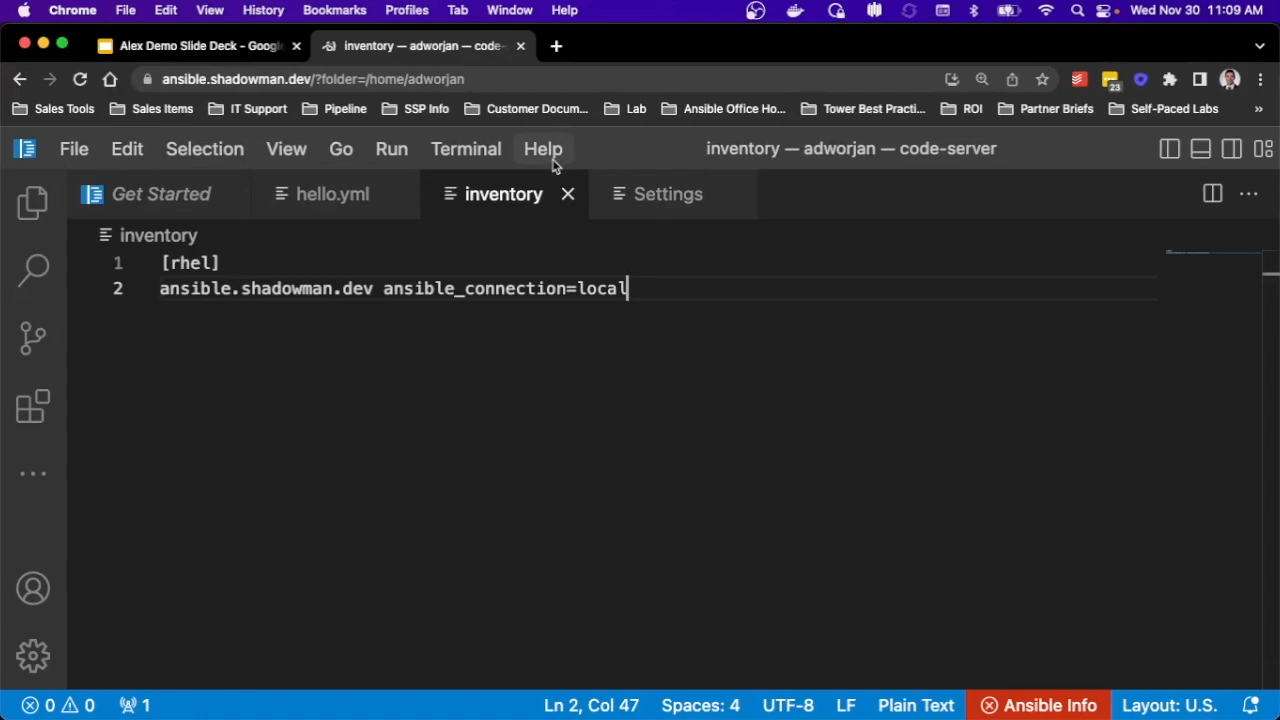 Chrome File Edit View History Bookmarks Profiles Tab Window Help Wed Nov 30 11:09 AM
Alex Demo Slide Deck - Google inventory — adworjan — code-
ansible.shadowman.dev/?folder=/home/adworjan 23
Sales Tools Sales Items IT Support Pipeline SSP Info Customer Docum... Lab Ansible Office Ho... Tower Best Practi... ROI Partner Briefs Self-Paced Labs »
File Edit Selection View Go Run Terminal Help inventory — adworjan — code-server
Get Started hello.yml inventory Settings
inventory
1 [rhel]
2 ansible.shadowman.dev ansible_connection=local
0 0 1 Ln 2, Col 47 Spaces: 4 UTF-8 LF Plain Text Ansible Info Layout: U.S.